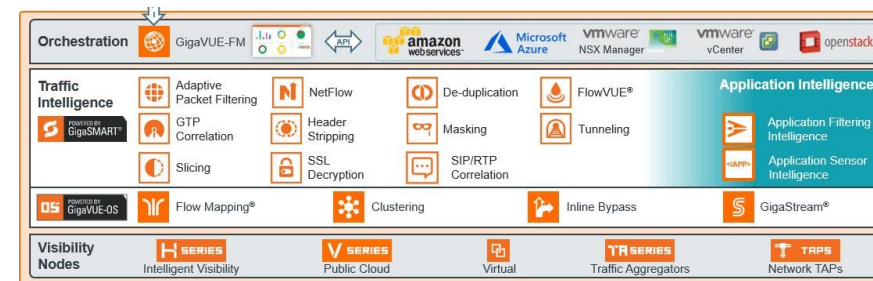 Orchestration
GigaVUE-FM
API
amazon
webservices
Microsoft
Azure
vmware
NSX Manager
vmware
vCenter
openstack
Traffic
Intelligence
POWERED BY
GigaSMART®
Adaptive
Packet Filtering
NetFlow
De-duplication
FlowVUE®
GTP
Correlation
Header
Stripping
Masking
Tunneling
Slicing
SSL
Decryption
SIP/RTP
Correlation
Application Intelligence
Application Filtering
Intelligence
</APP>
Application Sensor
Intelligence
OS
POWERED BY
GigaVUE-OS
Flow Mapping®
Clustering
Inline Bypass
GigaStream®
Visibility
Nodes
H SERIES
Intelligent Visibility
V SERIES
Public Cloud
Virtual
TA SERIES
Traffic Aggregators
TAPS
Network TAPs